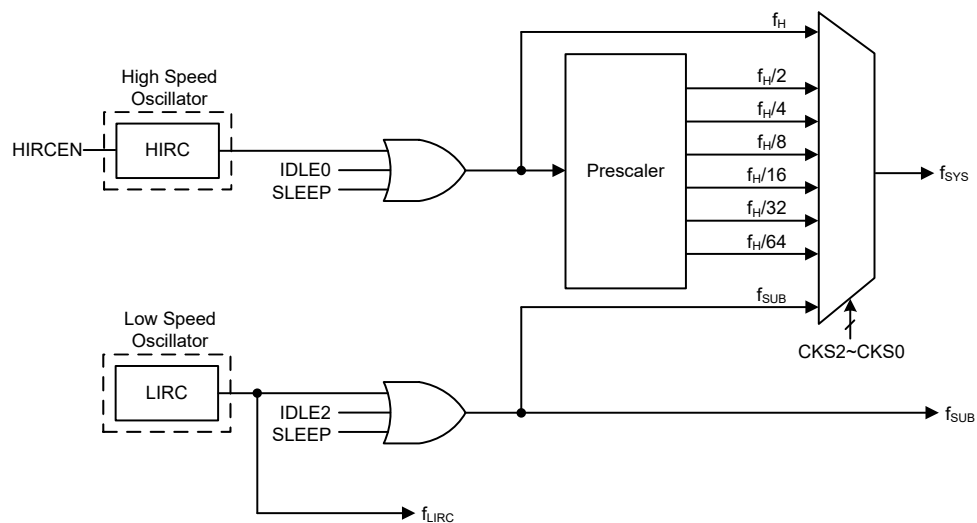 High Speed
Oscillator
HIRCEN
HIRC
IDLE0
SLEEP
Prescaler
fH
fH/2
fH/4
fH/8
fH/16
fH/32
fH/64
fSUB
fSYS
CKS2~CKS0
Low Speed
Oscillator
LIRC
IDLE2
SLEEP
fSUB
fLIRC